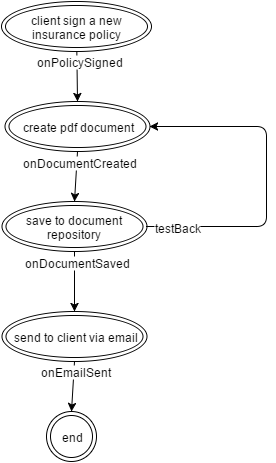 client sign a new
insurance policy
onPolicySigned
create pdf document
onDocumentCreated
save to document
repository
testBack
onDocumentSaved
send to client via email
onEmailSent
end